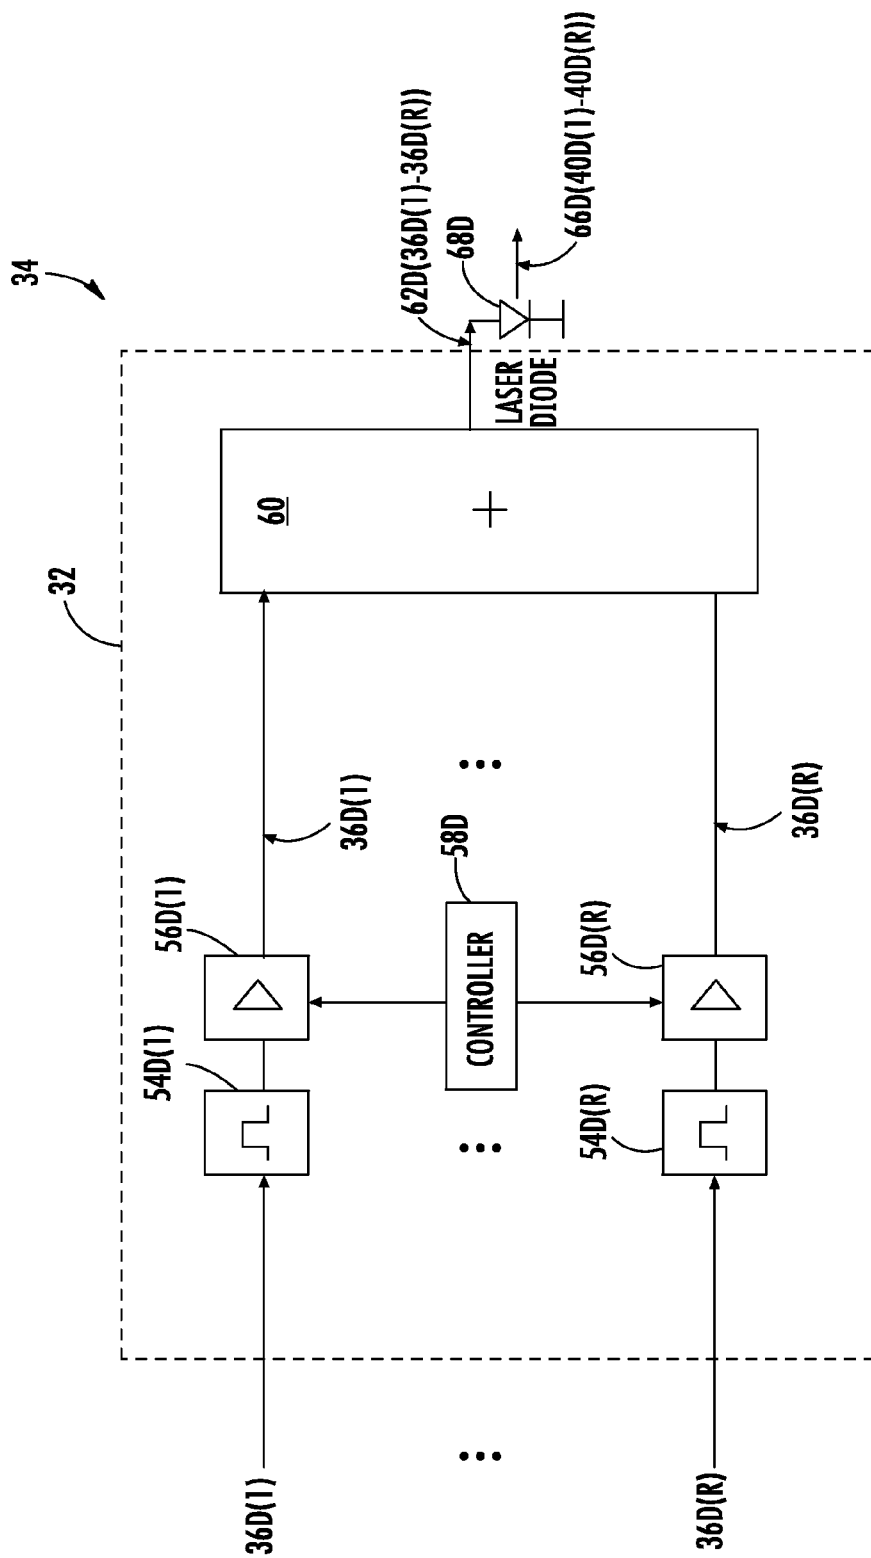 34
32
36D(1)
54D(1)
56D(1)
36D(1)
60
+
CONTROLLER
58D
LASER
DIODE
62D(36D(1)-36D(R))
68D
66D(40D(1)-40D(R))
36D(R)
54D(R)
56D(R)
36D(R)